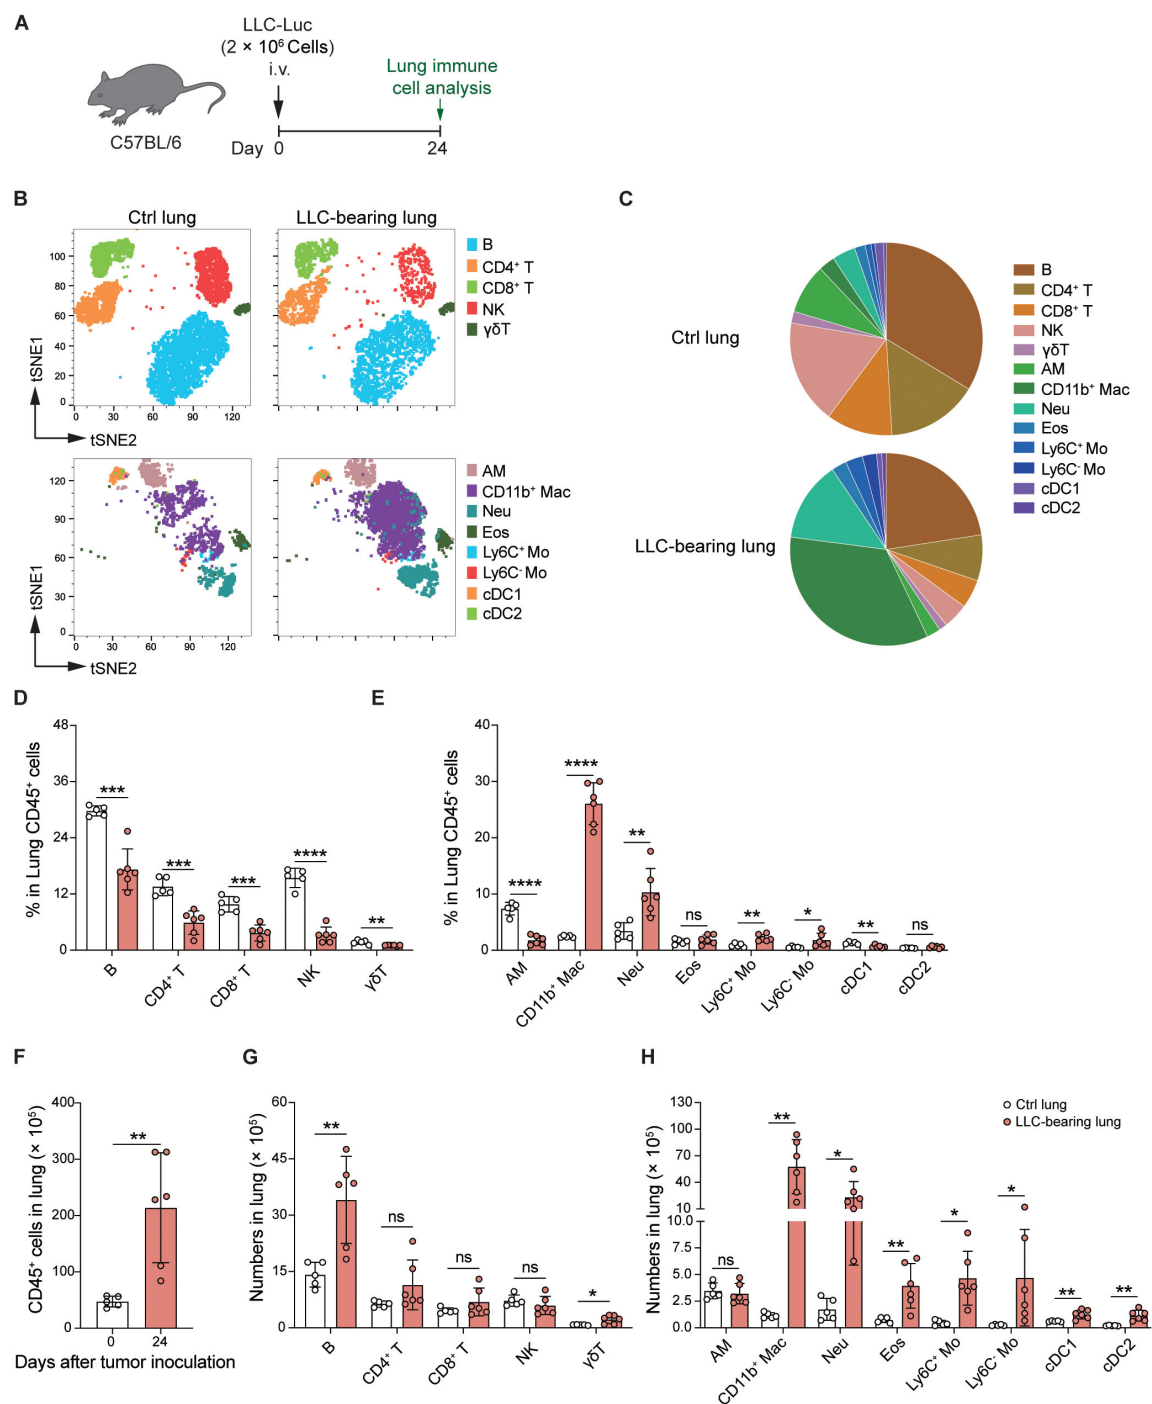 A
LLC-Luc
(2 × 10⁶ Cells)
i.v.
Lung immune
cell analysis
C57BL/6
Day 0 24
B
Ctrl lung LLC-bearing lung
100
80
60
40
20
0
0 30 60 90 120
tSNE1
tSNE2
B
CD4⁺ T
CD8⁺ T
NK
γδT
120
90
60
30
0
0 30 60 90 120
tSNE1
tSNE2
AM
CD11b⁺ Mac
Neu
Eos
Ly6C⁺ Mo
Ly6C⁻ Mo
cDC1
cDC2
C
Ctrl lung
LLC-bearing lung
B
CD4⁺ T
CD8⁺ T
NK
γδT
AM
CD11b⁺ Mac
Neu
Eos
Ly6C⁺ Mo
Ly6C⁻ Mo
cDC1
cDC2
D
% in Lung CD45⁺ cells
48
36
24
12
0
*** *** *** **** **
B CD4⁺ T CD8⁺ T NK γδT
E
% in Lung CD45⁺ cells
40
30
20
10
0
**** **** ** ns ** * ** ns
AM CD11b⁺ Mac Neu Eos Ly6C⁺ Mo Ly6C⁻ Mo cDC1 cDC2
F
CD45⁺ cells in lung (× 10⁵)
400
300
200
100
0
**
0 24
Days after tumor inoculation
G
Numbers in lung (× 10⁵)
60
45
30
15
0
** ns ns ns *
B CD4⁺ T CD8⁺ T NK γδT
H
Numbers in lung (× 10⁵)
130
100
70
40
10
10.0
7.5
5.0
2.5
0.0
ns ** * ** * * ** **
AM CD11b⁺ Mac Neu Eos Ly6C⁺ Mo Ly6C⁻ Mo cDC1 cDC2
Ctrl lung
LLC-bearing lung